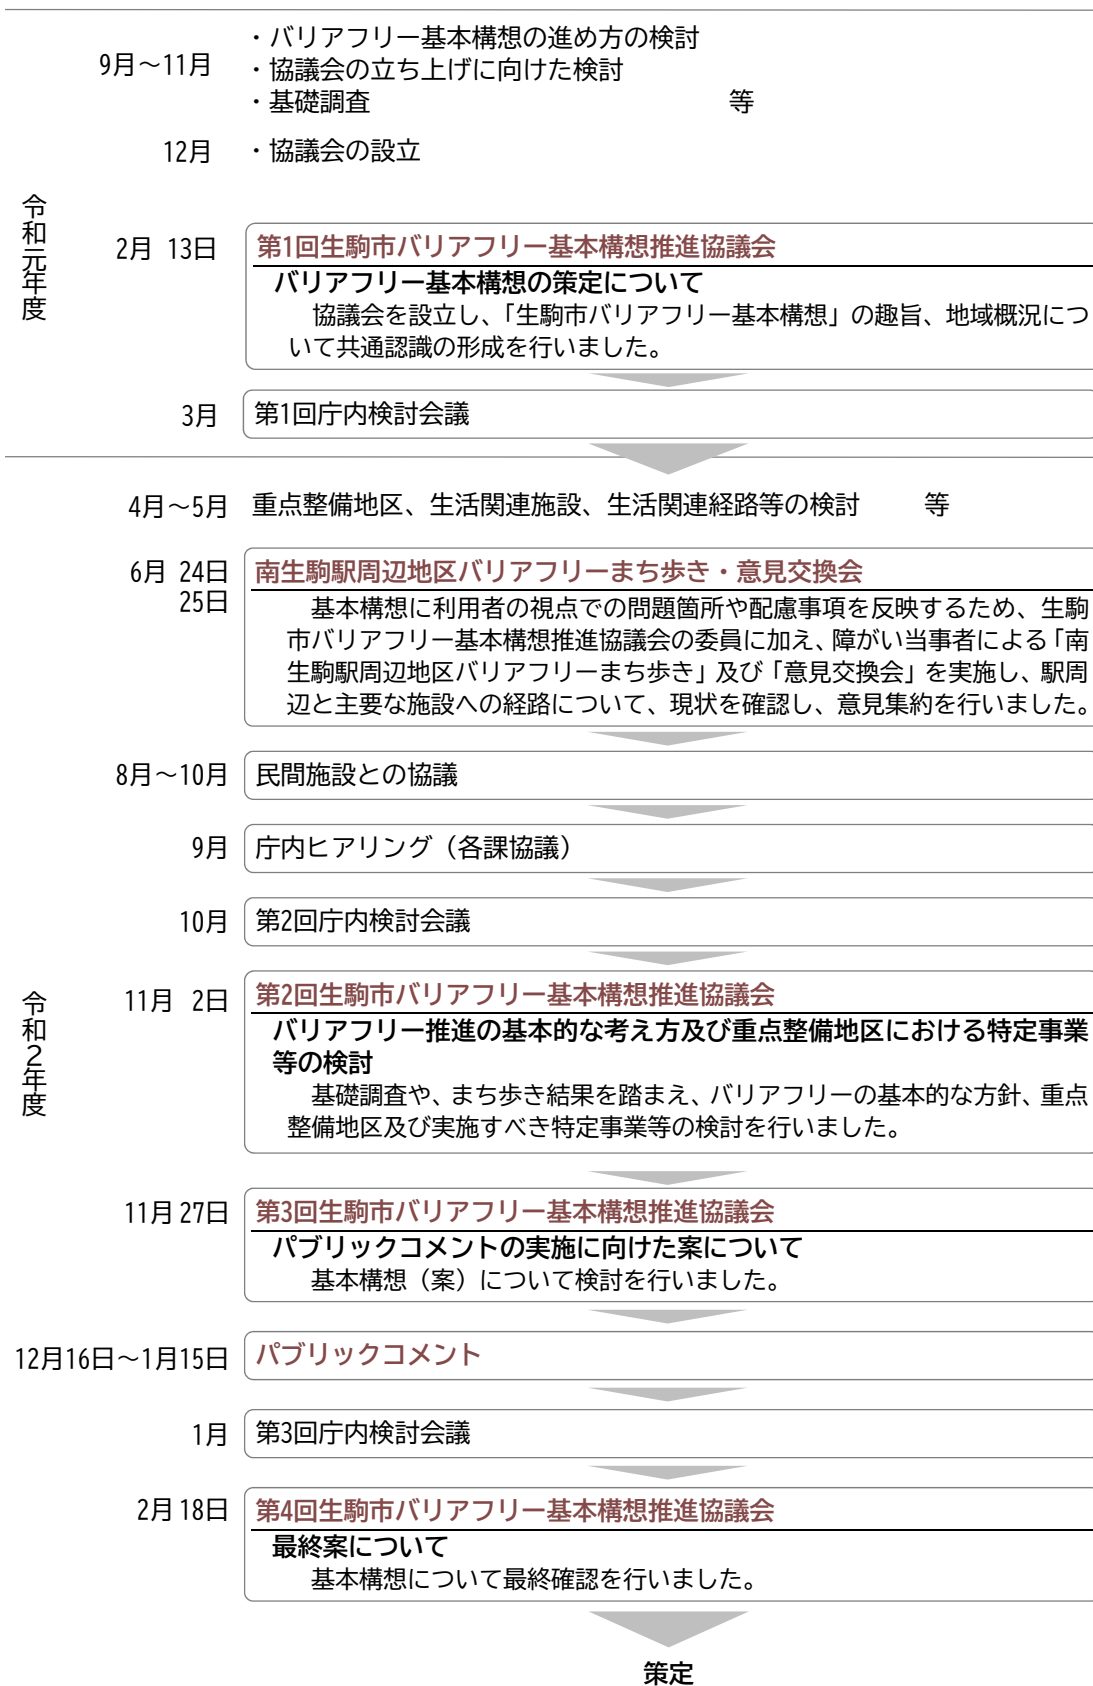 令和元年度
9月～11月
・バリアフリー基本構想の進め方の検討
・協議会の立ち上げに向けた検討
・基礎調査 等
12月 ・協議会の設立
2月 13日
第1回生駒市バリアフリー基本構想推進協議会
バリアフリー基本構想の策定について
協議会を設立し、「生駒市バリアフリー基本構想」の趣旨、地域概況につ
いて共通認識の形成を行いました。
3月 第1回庁内検討会議
令和2年度
4月～5月 重点整備地区、生活関連施設、生活関連経路等の検討 等
6月 24日
25日
南生駒駅周辺地区バリアフリーまち歩き・意見交換会
基本構想に利用者の視点での問題箇所や配慮事項を反映するため、生駒
市バリアフリー基本構想推進協議会の委員に加え、障がい当事者による「南
生駒駅周辺地区バリアフリーまち歩き」及び「意見交換会」を実施し、駅周
辺と主要な施設への経路について、現状を確認し、意見集約を行いました。
8月～10月 民間施設との協議
9月 庁内ヒアリング（各課協議）
10月 第2回庁内検討会議
11月 2日 第2回生駒市バリアフリー基本構想推進協議会
バリアフリー推進の基本的な考え方及び重点整備地区における特定事業
等の検討
基礎調査や、まち歩き結果を踏まえ、バリアフリーの基本的な方針、重点
整備地区及び実施すべき特定事業等の検討を行いました。
11月27日 第3回生駒市バリアフリー基本構想推進協議会
パブリックコメントの実施に向けた案について
基本構想（案）について検討を行いました。
12月16日～1月15日 パブリックコメント
1月 第3回庁内検討会議
2月18日 第4回生駒市バリアフリー基本構想推進協議会
最終案について
基本構想について最終確認を行いました。
策定